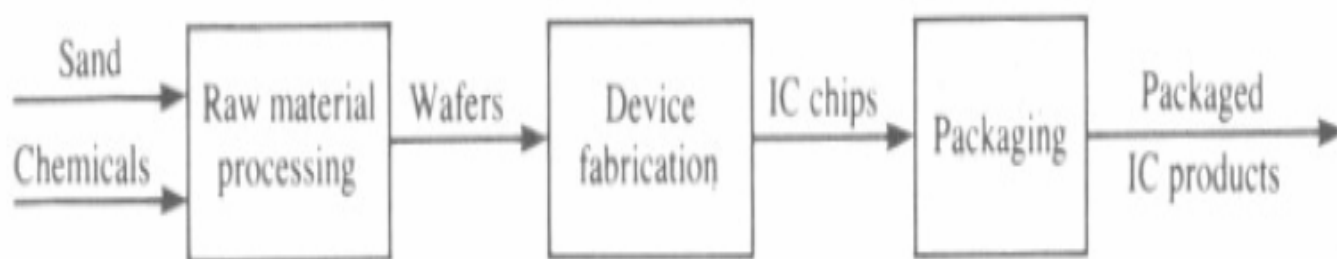 Sand
Chemicals
Raw material
processing
Wafers
Device
fabrication
IC chips
Packaging
Packaged
IC products